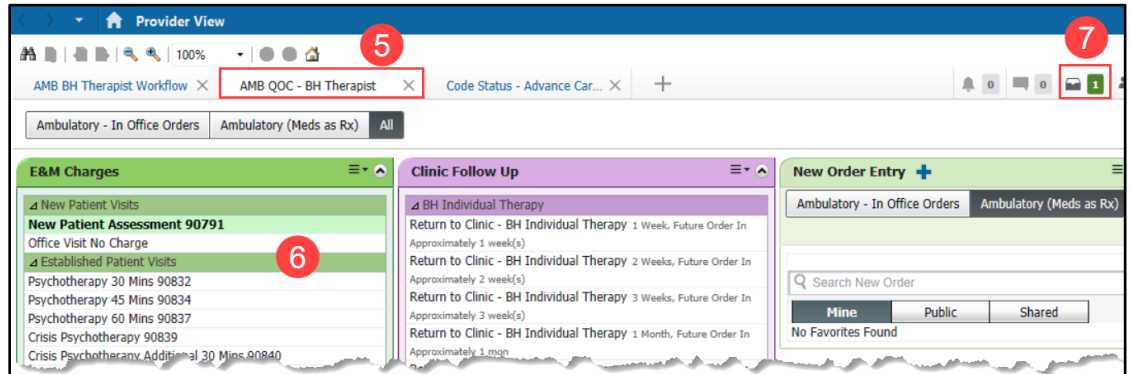 Provider View
100%
5
7
AMB BH Therapist Workflow
AMB QOC - BH Therapist
Code Status - Advance Car...
0
0
1
Ambulatory - In Office Orders
Ambulatory (Meds as Rx)
All
E&M Charges
New Patient Visits
New Patient Assessment 90791
Office Visit No Charge
6
Established Patient Visits
Psychotherapy 30 Mins 90832
Psychotherapy 45 Mins 90834
Psychotherapy 60 Mins 90837
Crisis Psychotherapy 90839
Crisis Psychotherapy Additional 30 Mins 90840
Clinic Follow Up
BH Individual Therapy
Return to Clinic - BH Individual Therapy 1 Week, Future Order In
Approximately 1 week(s)
Return to Clinic - BH Individual Therapy 2 Weeks, Future Order In
Approximately 2 week(s)
Return to Clinic - BH Individual Therapy 3 Weeks, Future Order In
Approximately 3 week(s)
Return to Clinic - BH Individual Therapy 1 Month, Future Order In
Approximately 1 mon
New Order Entry
Ambulatory - In Office Orders
Ambulatory (Meds as Rx)
Search New Order
Mine
Public
Shared
No Favorites Found